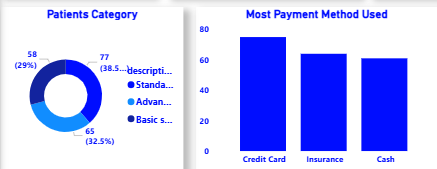 Patients Category
58
(29%)
77
(38.5...)
descripti...
Standa...
Advan...
Basic s...
65
(32.5%)
Most Payment Method Used
80
60
40
20
0
Credit Card
Insurance
Cash